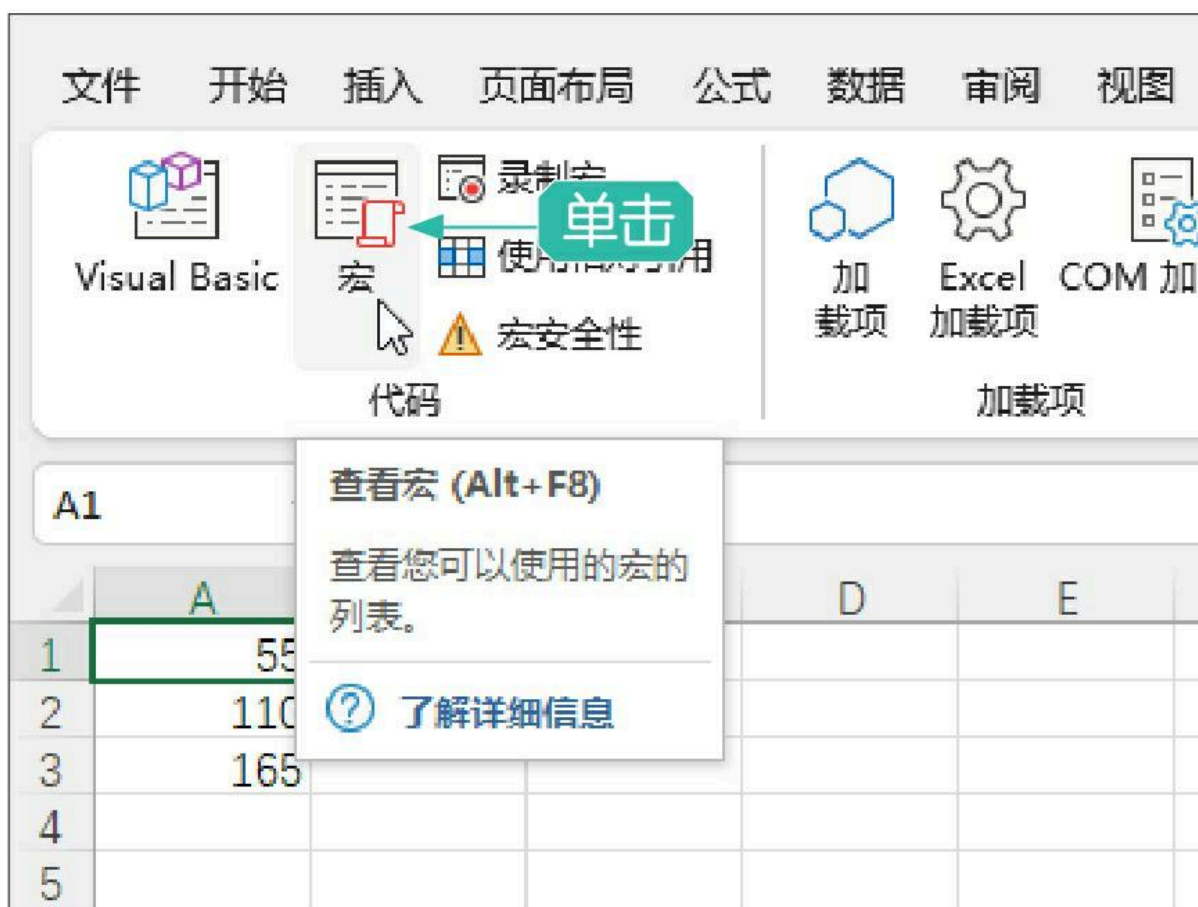 文件 开始 插入 页面布局 公式 数据 审阅 视图
Visual Basic
宏
录制宏
单击
使用相对引用
宏安全性
代码
加
载项
Excel
加载项
COM 加
加载项
查看宏 (Alt+F8)
查看您可以使用的宏的
列表。
了解详细信息
A1
A D E
1 55
2 110
3 165
4
5